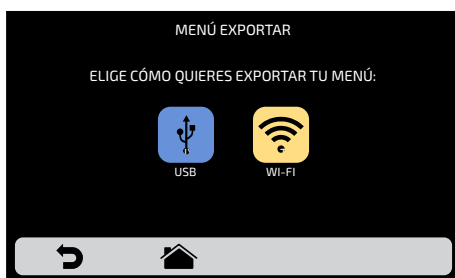 MENÚ EXPORTAR
ELIGE CÓMO QUIERES EXPORTAR TU MENÚ:
USB
WI-FI